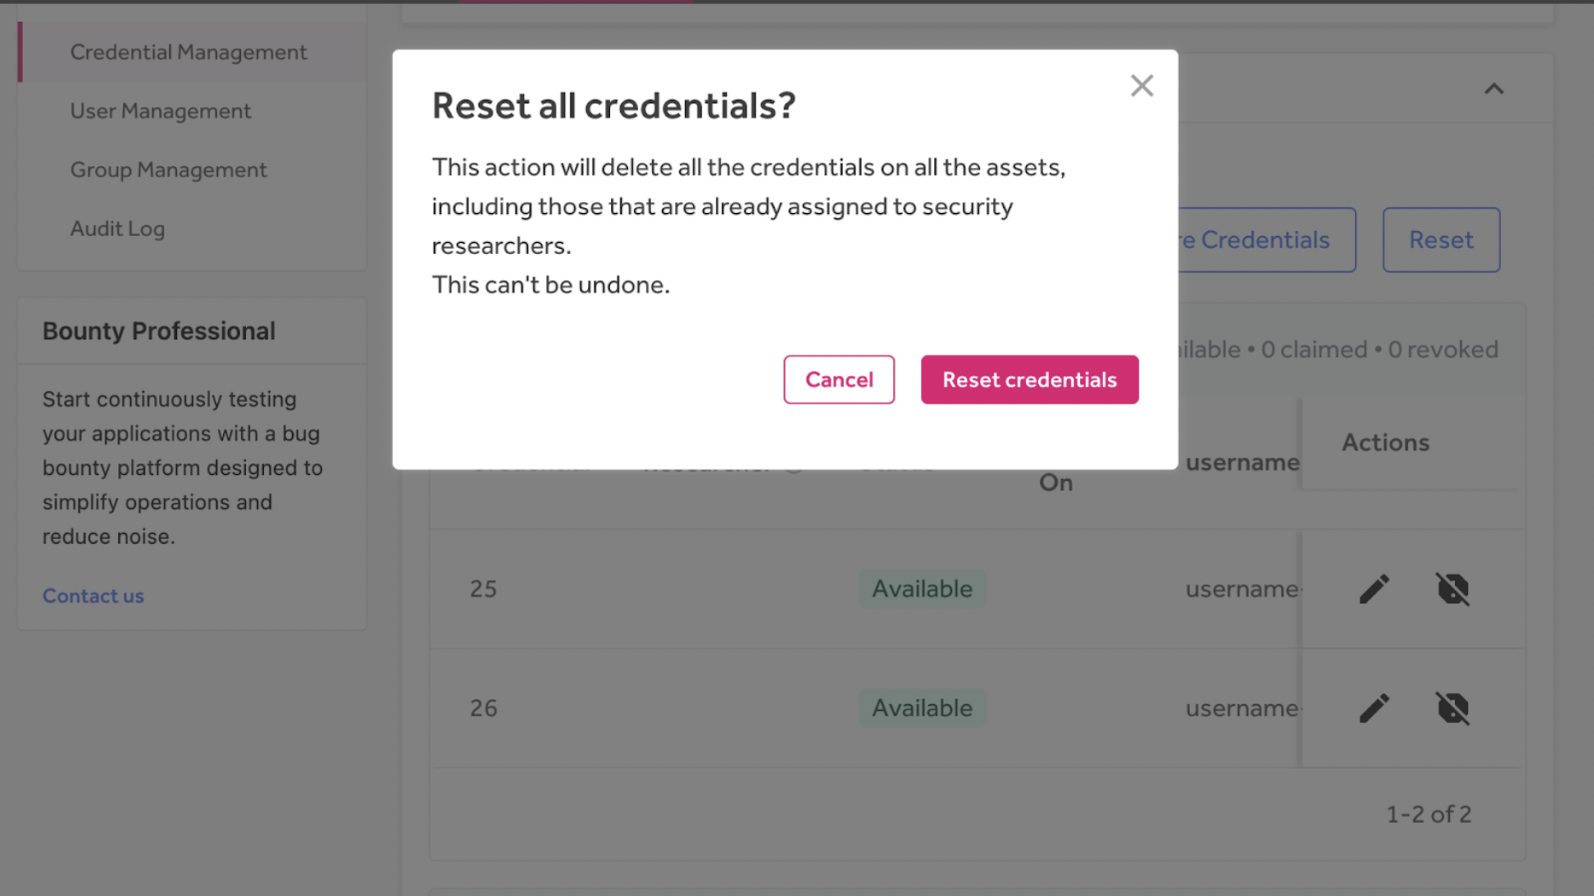 Credential Management
User Management
Group Management
Audit Log
Bounty Professional
Start continuously testing
your applications with a bug
bounty platform designed to
simplify operations and
reduce noise.
Contact us
Reset all credentials?
This action will delete all the credentials on all the assets,
including those that are already assigned to security
researchers.
This can't be undone.
Cancel
Reset credentials
Credentials
Reset
• 0 claimed • 0 revoked
On
username
Actions
25
Available
username
26
Available
username
1-2 of 2